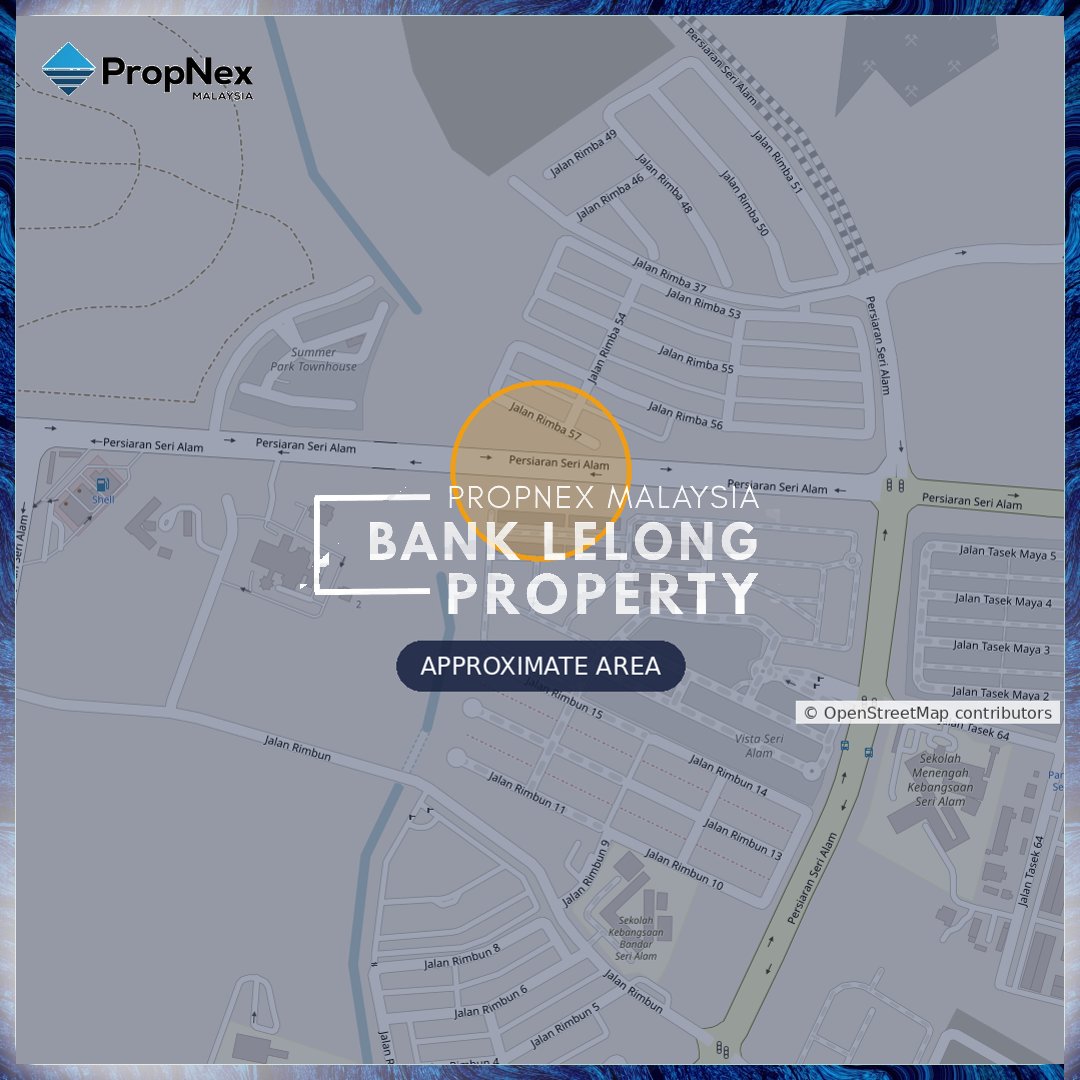 PropNex
MALAYSIA
Persiaran Seri Alam
Jalan Rimba 49
Jalan Rimba 51
Jalan Rimba 46
Jalan Rimba 48
Jalan Rimba 50
Jalan Rimba 37
Jalan Rimba 53
Persiaran Seri Alam
Jalan Rimba 54
Summer
Park Townhouse
Jalan Rimba 55
Jalan Rimba 57
Jalan Rimba 56
Persiaran Seri Alam
Persiaran Seri Alam
Persiaran Seri Alam
Persiaran Seri Alam
Persiaran Seri Alam
Shell
PROPNEX MALAYSIA
BANK LELONG
PROPERTY
2
Jalan Tasek Maya 5
Jalan Tasek Maya 4
Jalan Tasek Maya 3
Jalan Tasek Maya 2
APPROXIMATE AREA
© OpenStreetMap contributors
Jalan Rimbun 15
Tasek 64
Vista Seri
Alam
Jalan Rimbun
Jalan Rimbun 14
Sekolah
Menengah
Kebangsaan
Seri Alam
Jalan Rimbun 11
Jalan Rimbun 13
Jalan Rimbun 9
Jalan Rimbun 10
Persiaran Seri Alam
Jalan Tasek 64
Sekolah
Kebangsaan
Bandar
Seri Alam
Jalan Rimbun 8
Jalan Rimbun 6
Jalan Rimbun
Jalan Rimbun 5